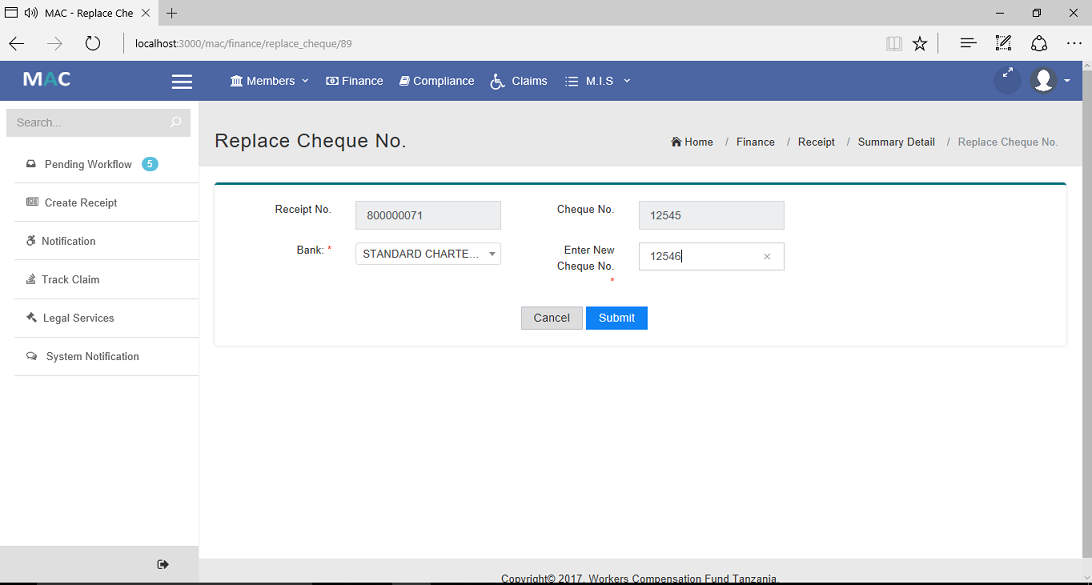 MAC - Replace Che
localhost:3000/mac/finance/replace_cheque/89
MAC
Members
Finance
Compliance
Claims
M.I.S
Search...
Replace Cheque No.
Home / Finance / Receipt / Summary Detail / Replace Cheque No.
Pending Workflow 5
Create Receipt
Notification
Track Claim
Legal Services
System Notification
Receipt No. 800000071
Cheque No. 12545
Bank: * STANDARD CHARTE...
Enter New
Cheque No. 12546
*
Cancel Submit
Copyright© 2017, Workers Compensation Fund Tanzania.